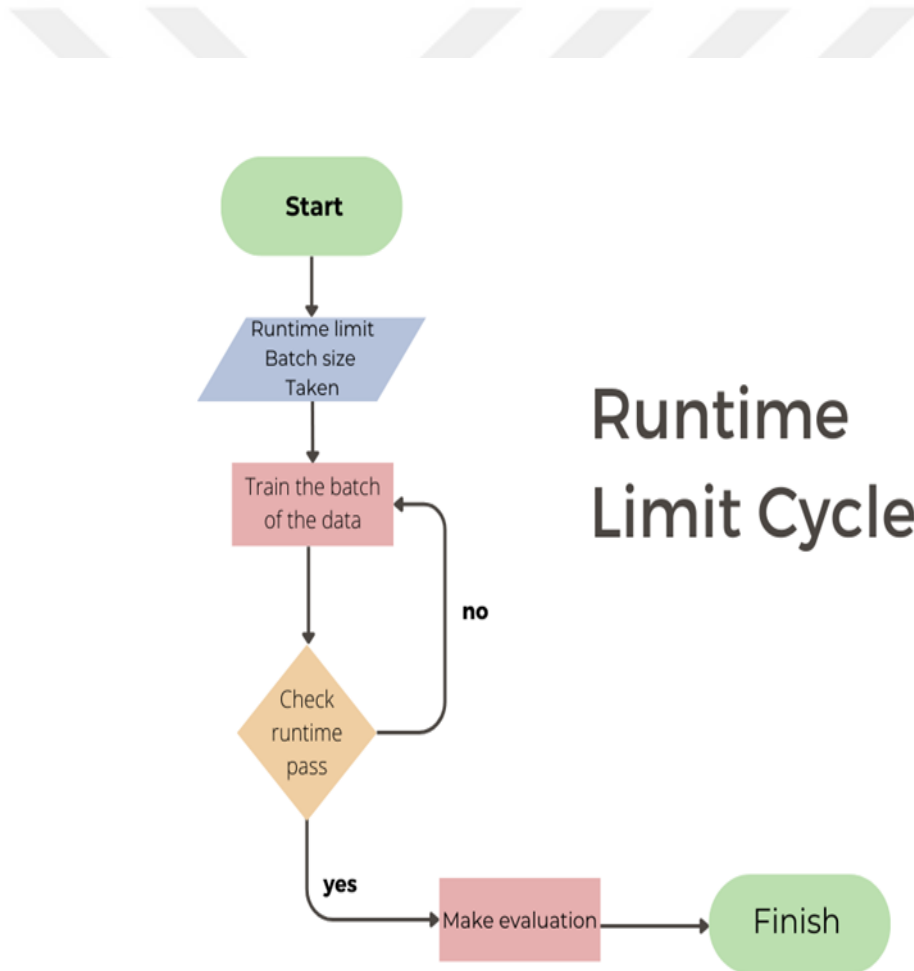 Start
Runtime limit
Batch size
Taken
Runtime
Limit Cycle
Train the batch
of the data
no
Check
runtime
pass
yes
Make evaluation
Finish